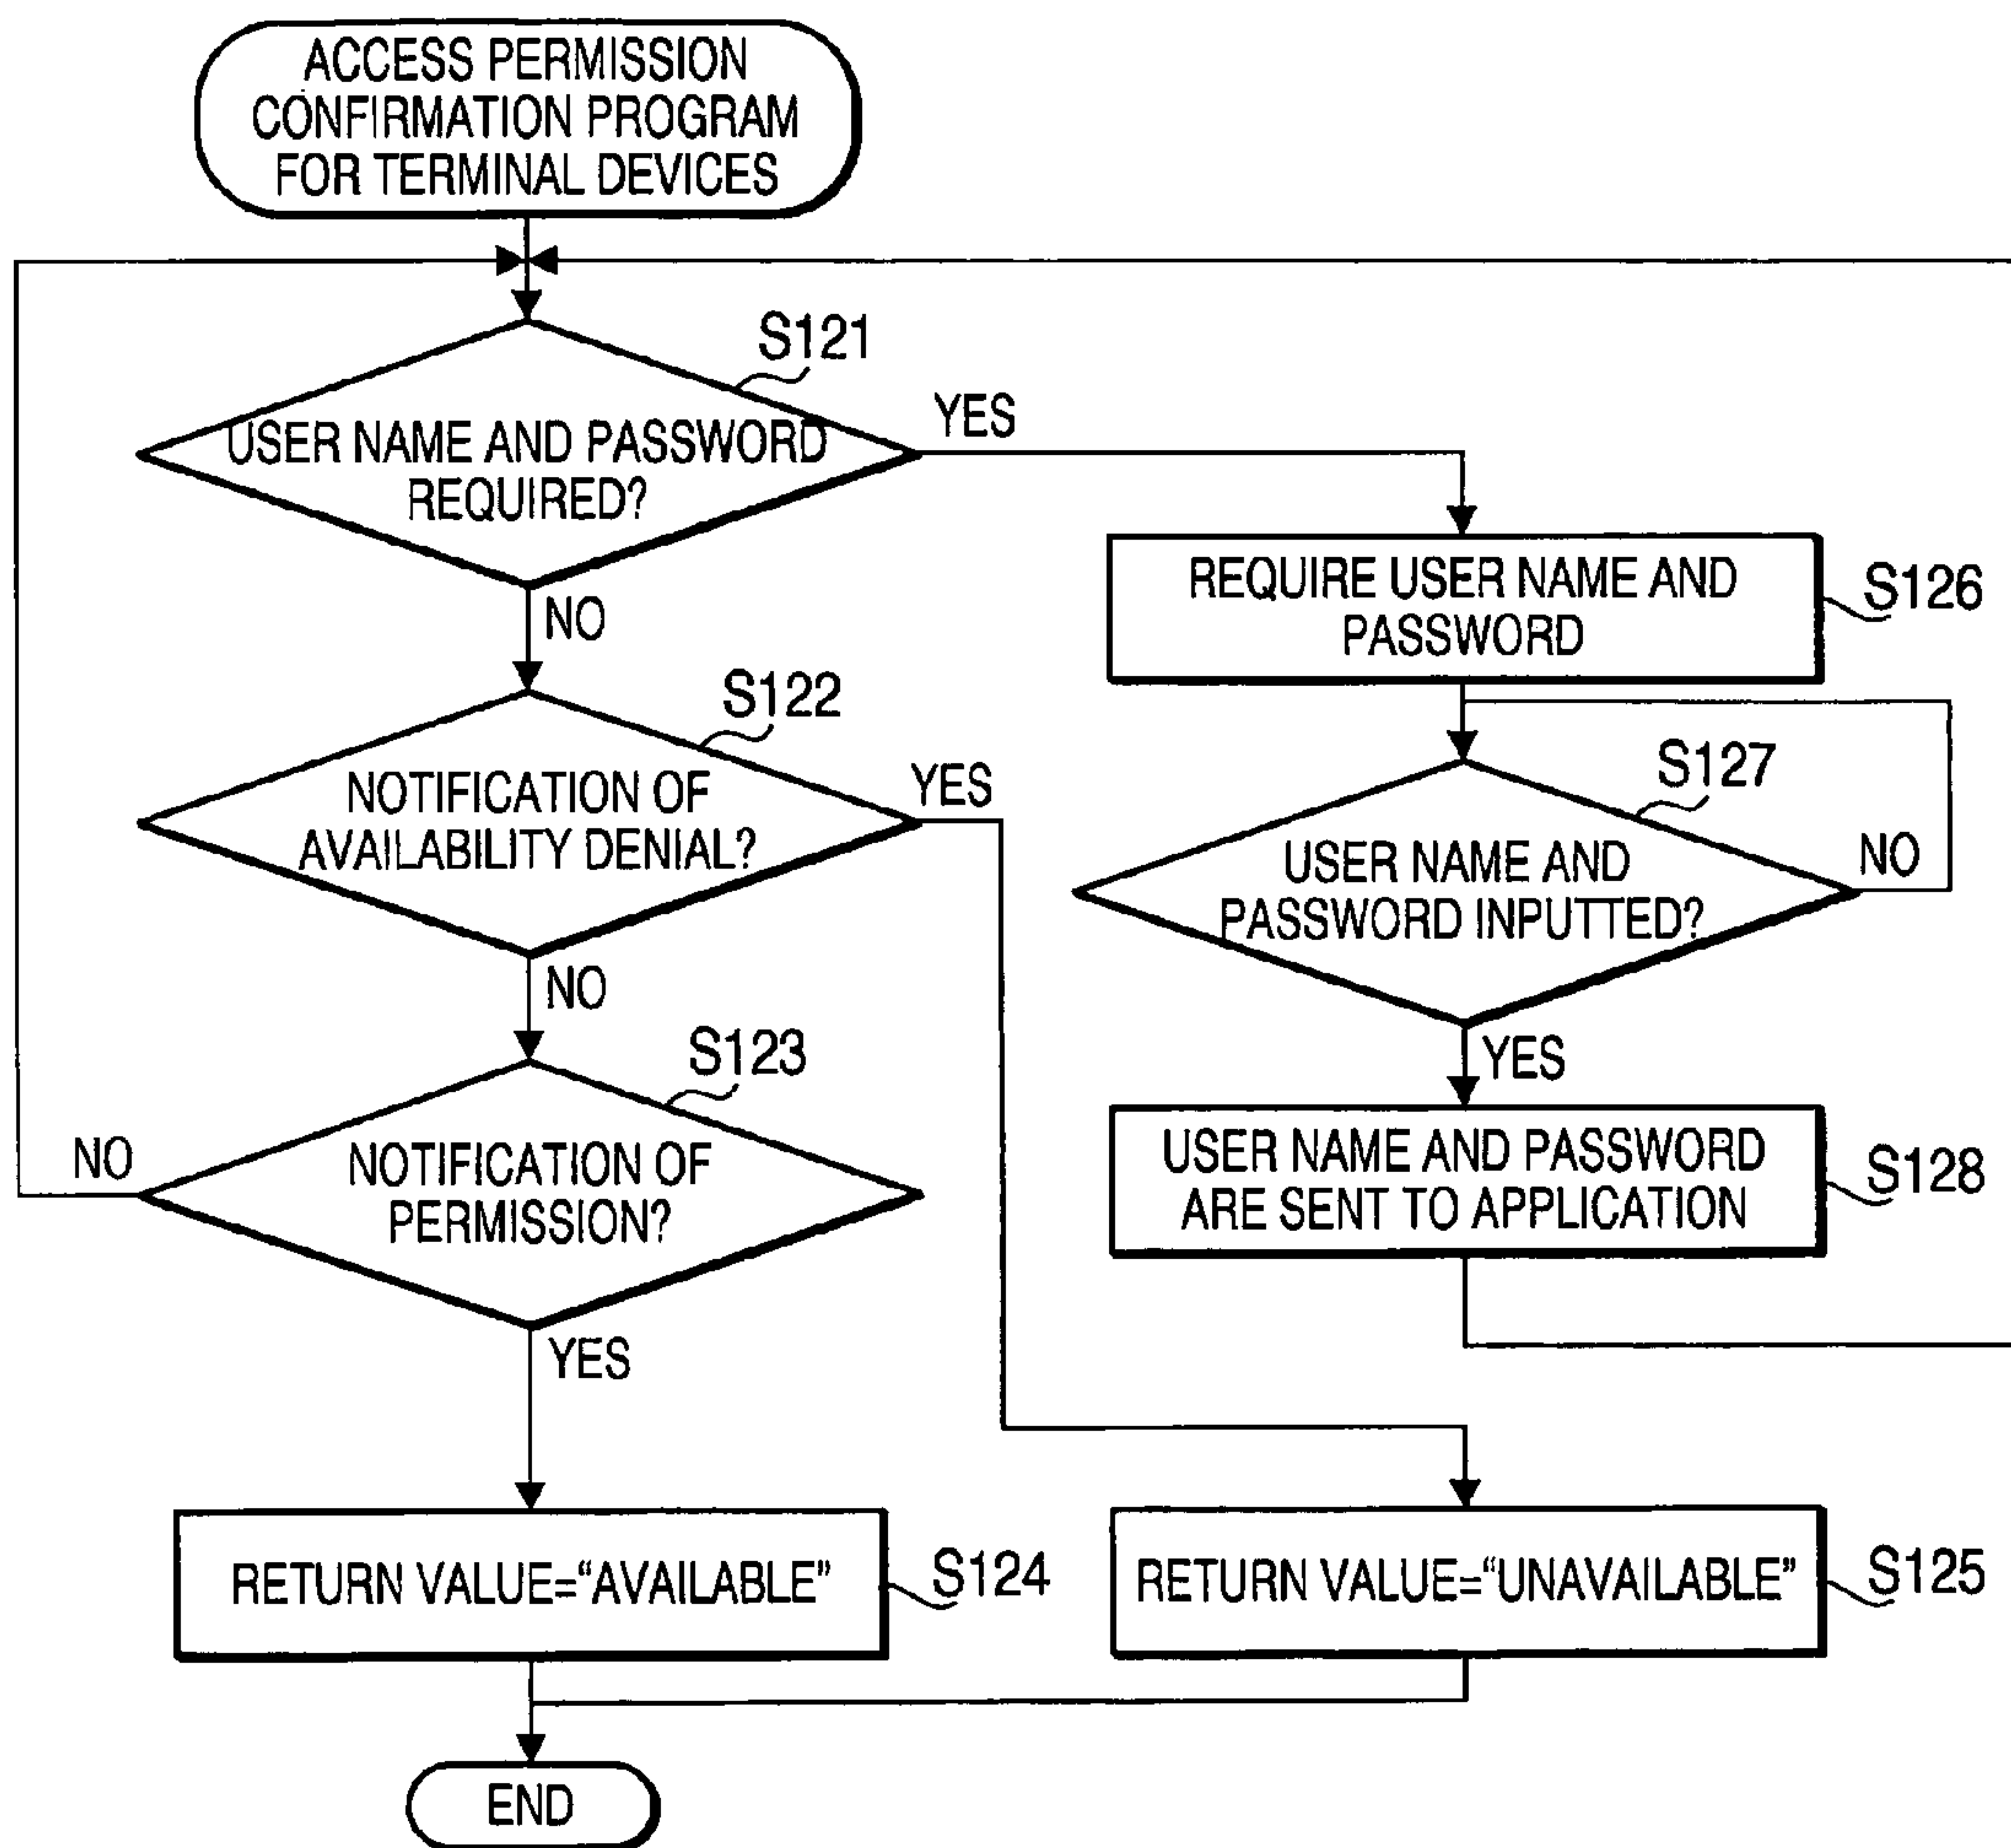 ACCESS PERMISSION
CONFIRMATION PROGRAM
FOR TERMINAL DEVICES
S121
USER NAME AND PASSWORD
REQUIRED?
YES
NO
REQUIRE USER NAME AND
PASSWORD
S126
S122
NOTIFICATION OF
AVAILABILITY DENIAL?
YES
NO
S127
USER NAME AND
PASSWORD INPUTTED?
NO
YES
S123
NOTIFICATION OF
PERMISSION?
NO
YES
USER NAME AND PASSWORD
ARE SENT TO APPLICATION
S128
RETURN VALUE="AVAILABLE"
S124
RETURN VALUE="UNAVAILABLE"
S125
END